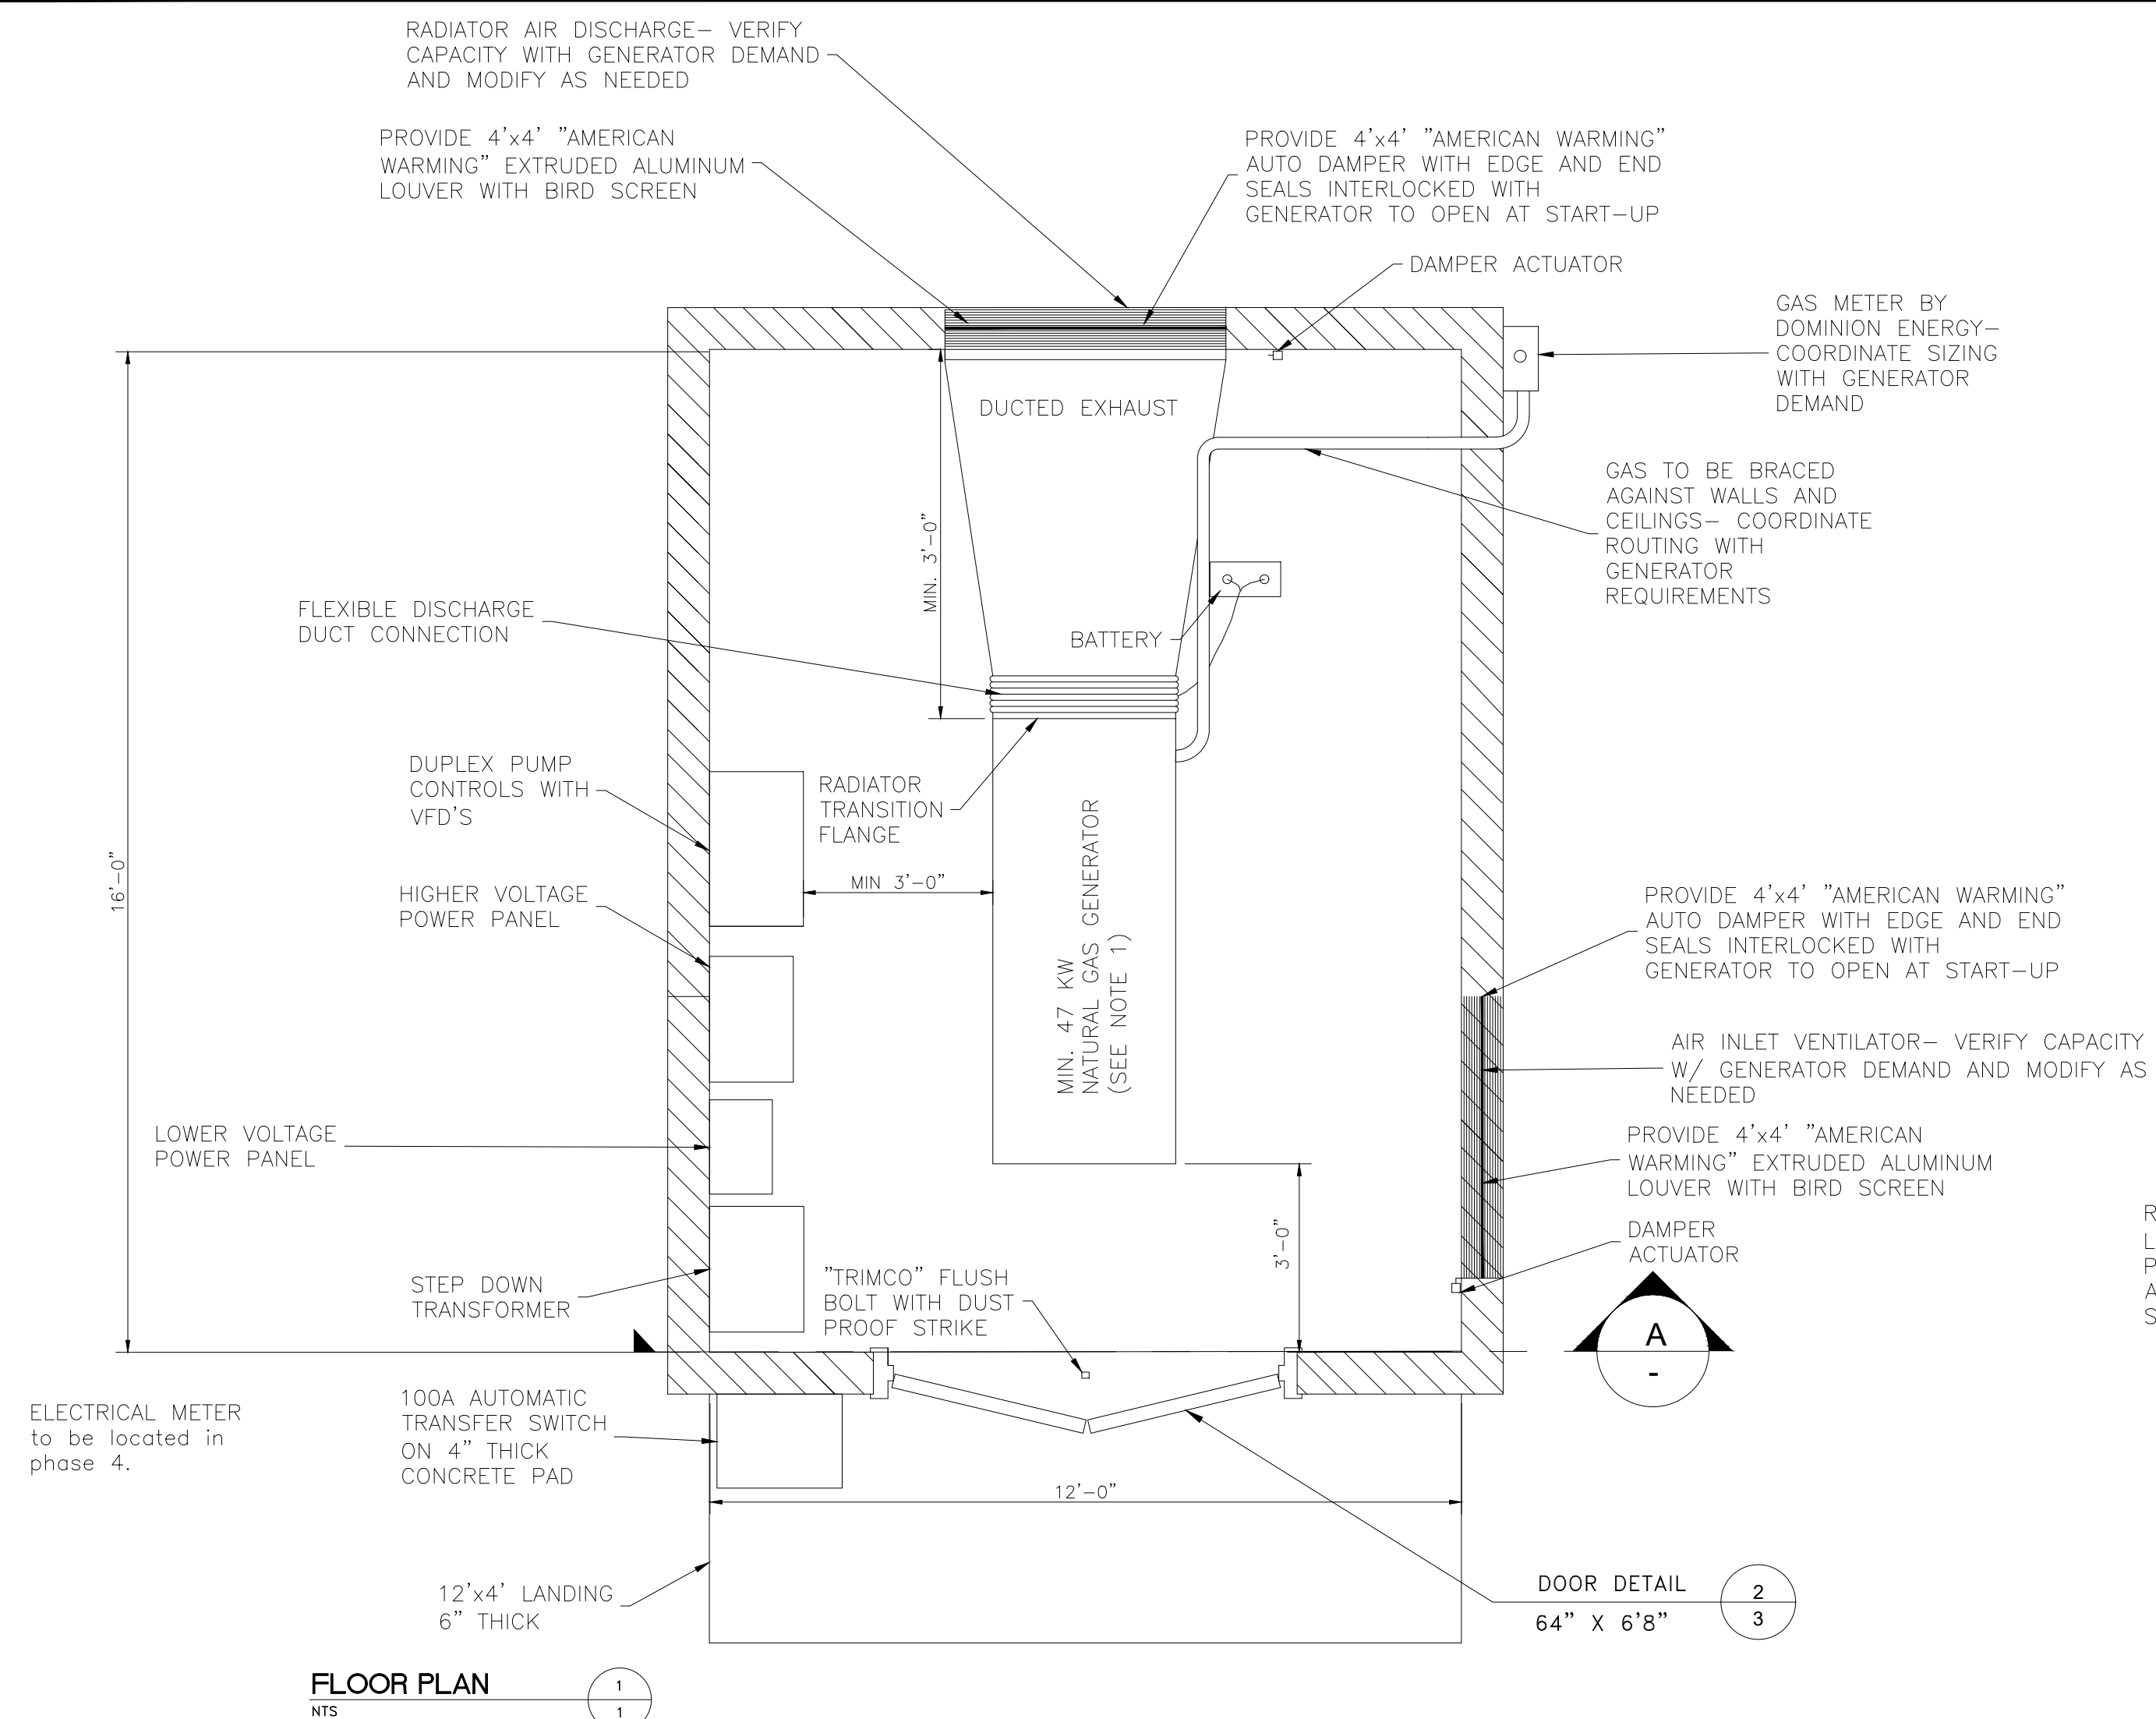 RADIATOR AIR DISCHARGE– VERIFY
CAPACITY WITH GENERATOR DEMAND
AND MODIFY AS NEEDED
PROVIDE 4'x4' "AMERICAN
WARMING" EXTRUDED ALUMINUM
LOUVER WITH BIRD SCREEN
PROVIDE 4'x4' "AMERICAN WARMING"
AUTO DAMPER WITH EDGE AND END
SEALS INTERLOCKED WITH
GENERATOR TO OPEN AT START–UP
DAMPER ACTUATOR
GAS METER BY
DOMINION ENERGY–
COORDINATE SIZING
WITH GENERATOR
DEMAND
DUCTED EXHAUST
GAS TO BE BRACED
AGAINST WALLS AND
CEILINGS– COORDINATE
ROUTING WITH
GENERATOR
REQUIREMENTS
MIN. 3'–0"
FLEXIBLE DISCHARGE
DUCT CONNECTION
BATTERY
DUPLEX PUMP
CONTROLS WITH
VFD'S
RADIATOR
TRANSITION
FLANGE
16'–0"
MIN 3'–0"
HIGHER VOLTAGE
POWER PANEL
MIN. 47 KW
NATURAL GAS GENERATOR
(SEE NOTE 1)
PROVIDE 4'x4' "AMERICAN WARMING"
AUTO DAMPER WITH EDGE AND END
SEALS INTERLOCKED WITH
GENERATOR TO OPEN AT START–UP
AIR INLET VENTILATOR– VERIFY CAPACITY
W/ GENERATOR DEMAND AND MODIFY AS
NEEDED
LOWER VOLTAGE
POWER PANEL
PROVIDE 4'x4' "AMERICAN
WARMING" EXTRUDED ALUMINUM
LOUVER WITH BIRD SCREEN
DAMPER
ACTUATOR
3'–0"
STEP DOWN
TRANSFORMER
"TRIMCO" FLUSH
BOLT WITH DUST
PROOF STRIKE
A
-
ELECTRICAL METER
to be located in
phase 4.
100A AUTOMATIC
TRANSFER SWITCH
ON 4" THICK
CONCRETE PAD
12'–0"
12'x4' LANDING
6" THICK
DOOR DETAIL
64" X 6'8"
2
3
FLOOR PLAN
NTS
1
1